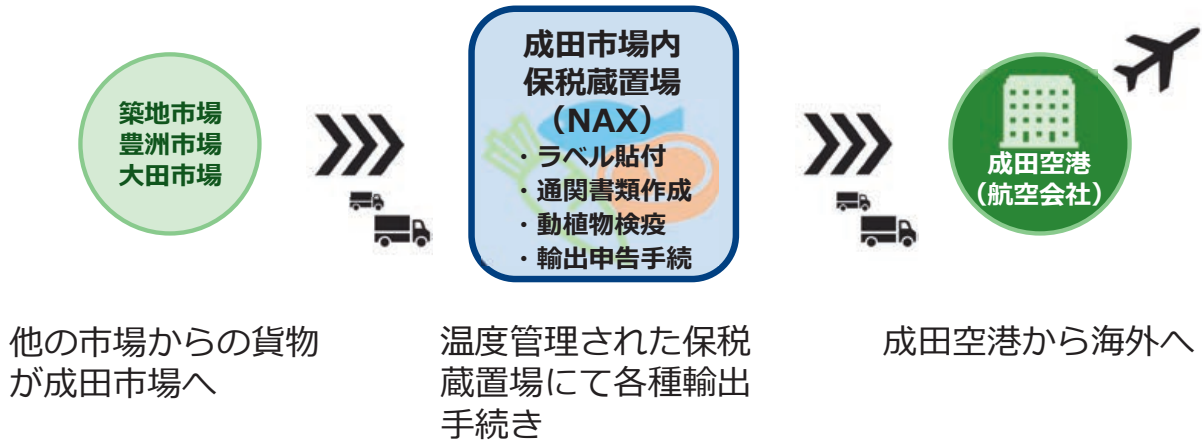 築地市場
豊洲市場
大田市場
成田市場内
保税蔵置場
（NAX）
・ラベル貼付
・通関書類作成
・動植物検疫
・輸出申告手続
成田空港
（航空会社）
他の市場からの貨物
が成田市場へ
温度管理された保税
蔵置場にて各種輸出
手続き
成田空港から海外へ